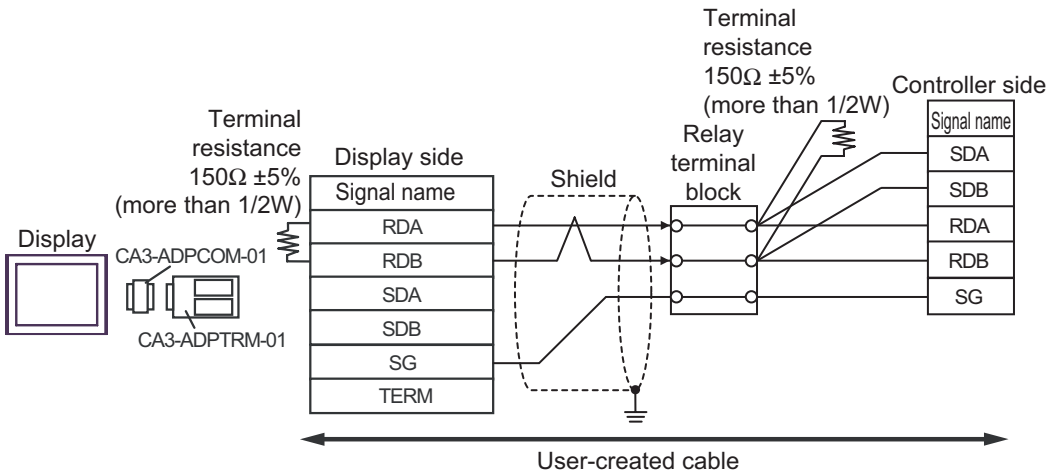 Terminal
resistance
150Ω ±5%
(more than 1/2W)
Controller side
Signal name
SDA
SDB
RDA
RDB
SG
Relay
terminal
block
Shield
Terminal
resistance
150Ω ±5%
(more than 1/2W)
Display side
Signal name
RDA
RDB
SDA
SDB
SG
TERM
Display
CA3-ADPCOM-01
CA3-ADPTRM-01
User-created cable